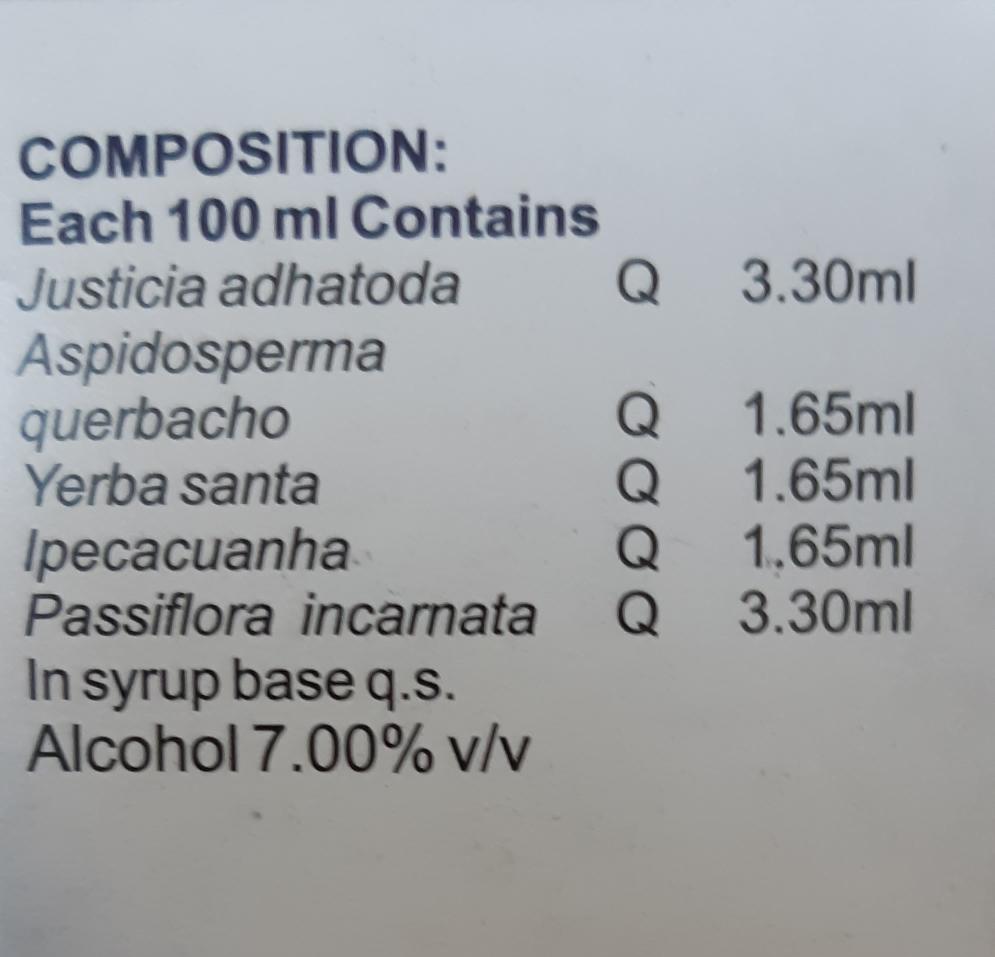 COMPOSITION:
Each 100 ml Contains
Justicia adhatoda Q 3.30ml
Aspidosperma
querbacho Q 1.65ml
Yerba santa Q 1.65ml
Ipecacuanha Q 1.65ml
Passiflora incarnata Q 3.30ml
In syrup base q.s.
Alcohol 7.00% v/v